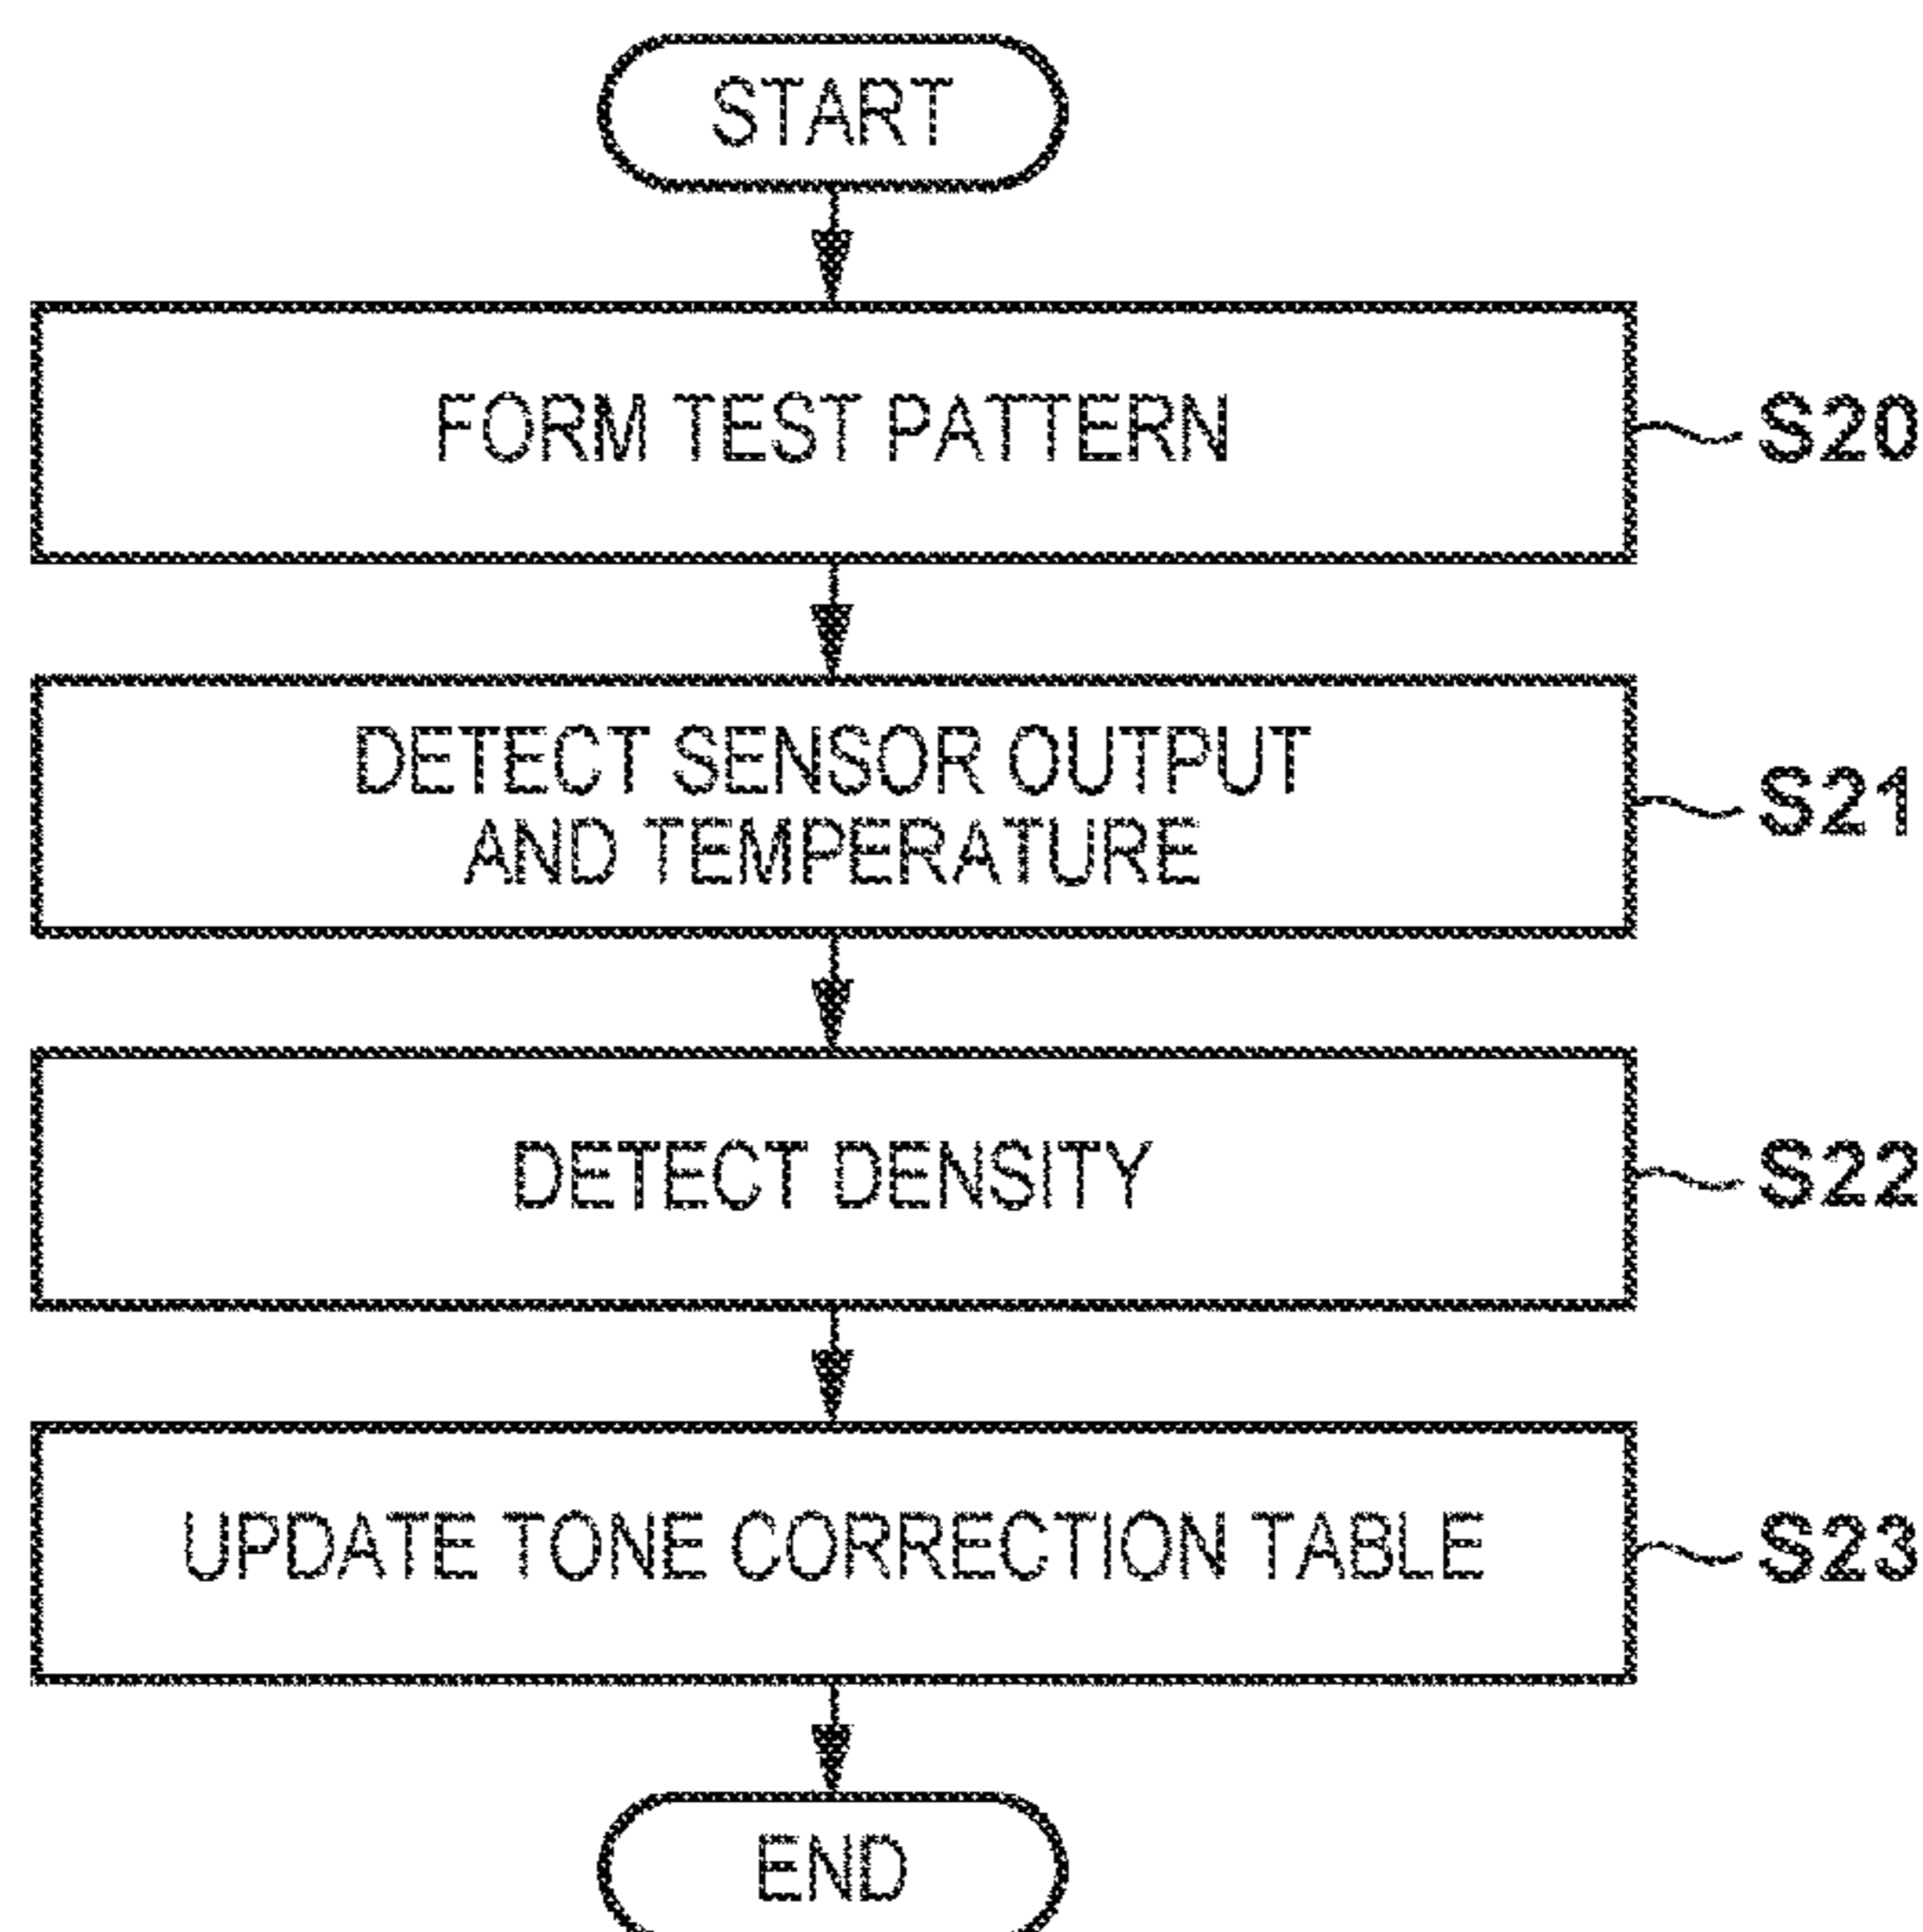 START
FORM TEST PATTERN
S20
DETECT SENSOR OUTPUT
AND TEMPERATURE
S21
DETECT DENSITY
S22
UPDATE TONE CORRECTION TABLE
S23
END